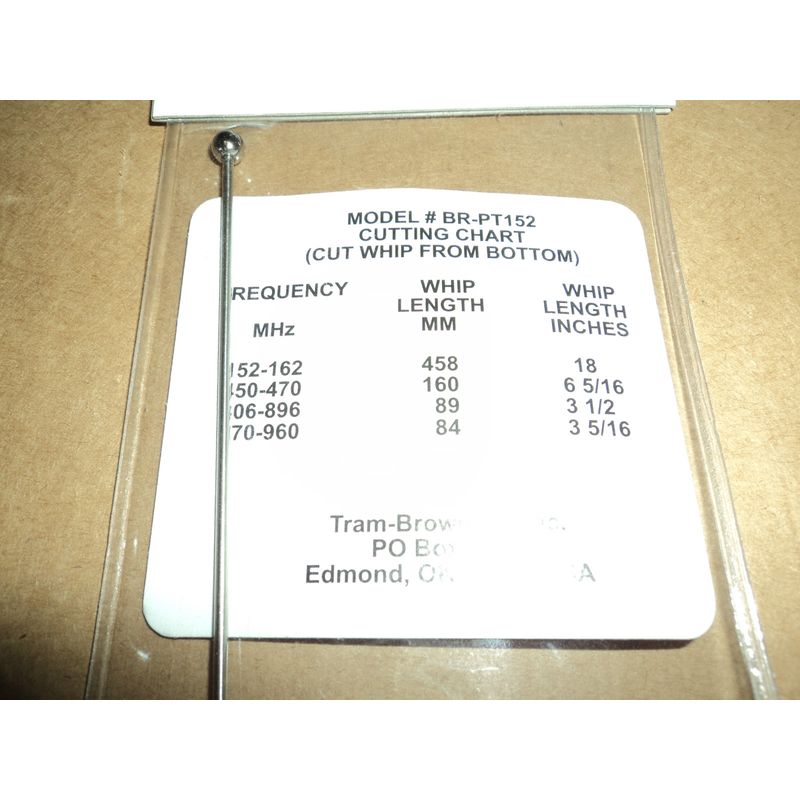 MODEL # BR-PT152
CUTTING CHART
(CUT WHIP FROM BOTTOM)
REQUENCY WHIP WHIP
LENGTH LENGTH
MHz MM INCHES
152-162 458 18
450-470 160 6 5/16
06-896 89 3 1/2
70-960 84 3 5/16
Tram-Brow
PO Bo
Edmond, OK